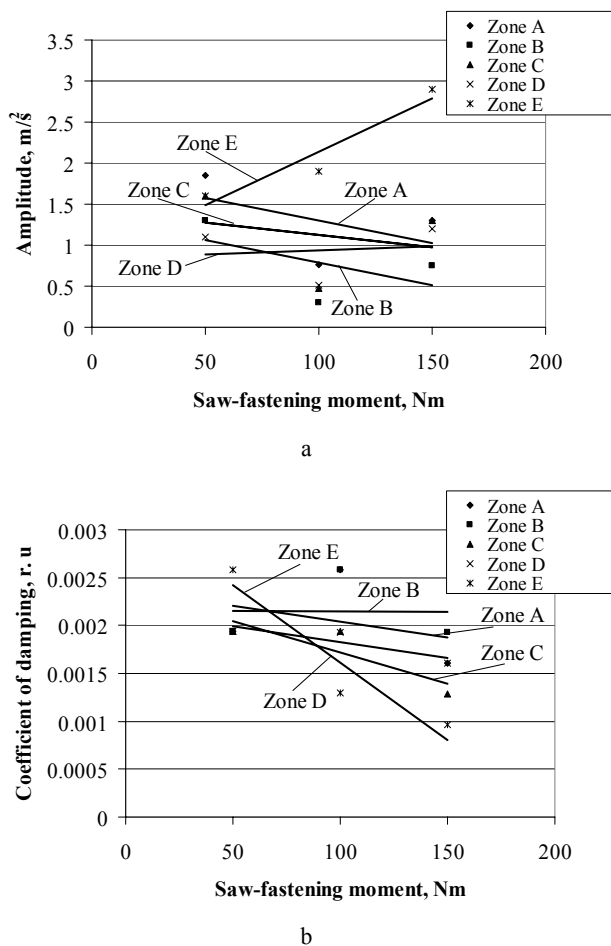 Zone A
Zone B
Zone C
Zone D
Zone E
3.5
3
2.5
2
1.5
1
0.5
0
Amplitude, m/s²
Zone E
Zone C
Zone A
Zone D
Zone B
0 50 100 150 200
Saw-fastening moment, Nm
a
Zone A
Zone B
Zone C
Zone D
Zone E
0.003
0.0025
0.002
0.0015
0.001
0.0005
0
Coefficient of damping, r. u
Zone E
Zone B
Zone A
Zone C
Zone D
0 50 100 150 200
Saw-fastening moment, Nm
b